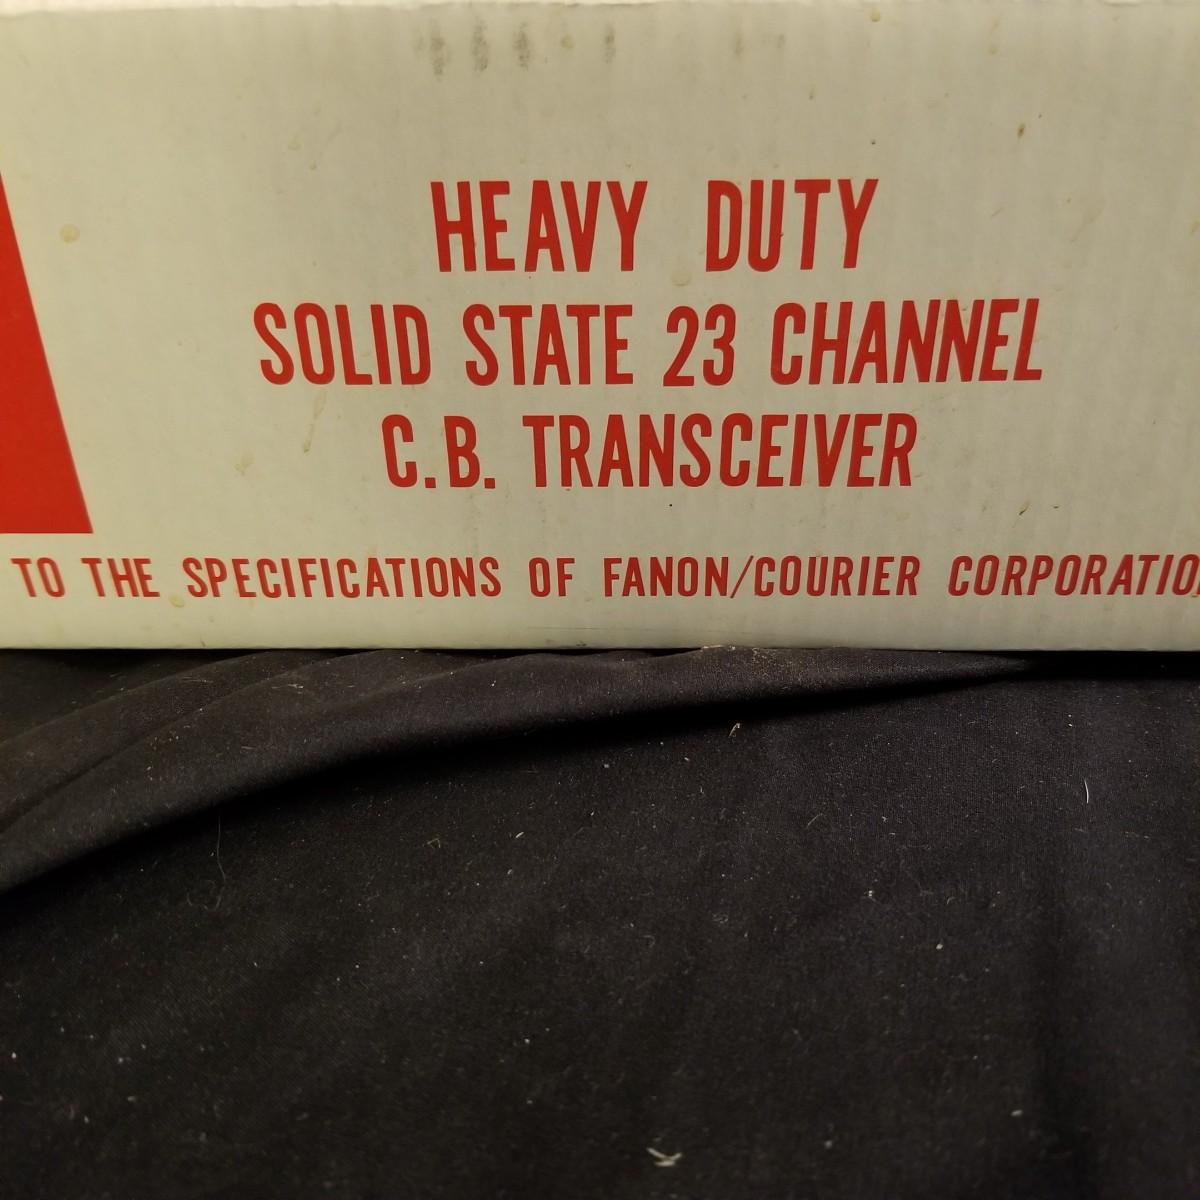 HEAVY DUTY
SOLID STATE 23 CHANNEL
C.B. TRANSCEIVER
TO THE SPECIFICATIONS OF FANON/COURIER CORPORATIO